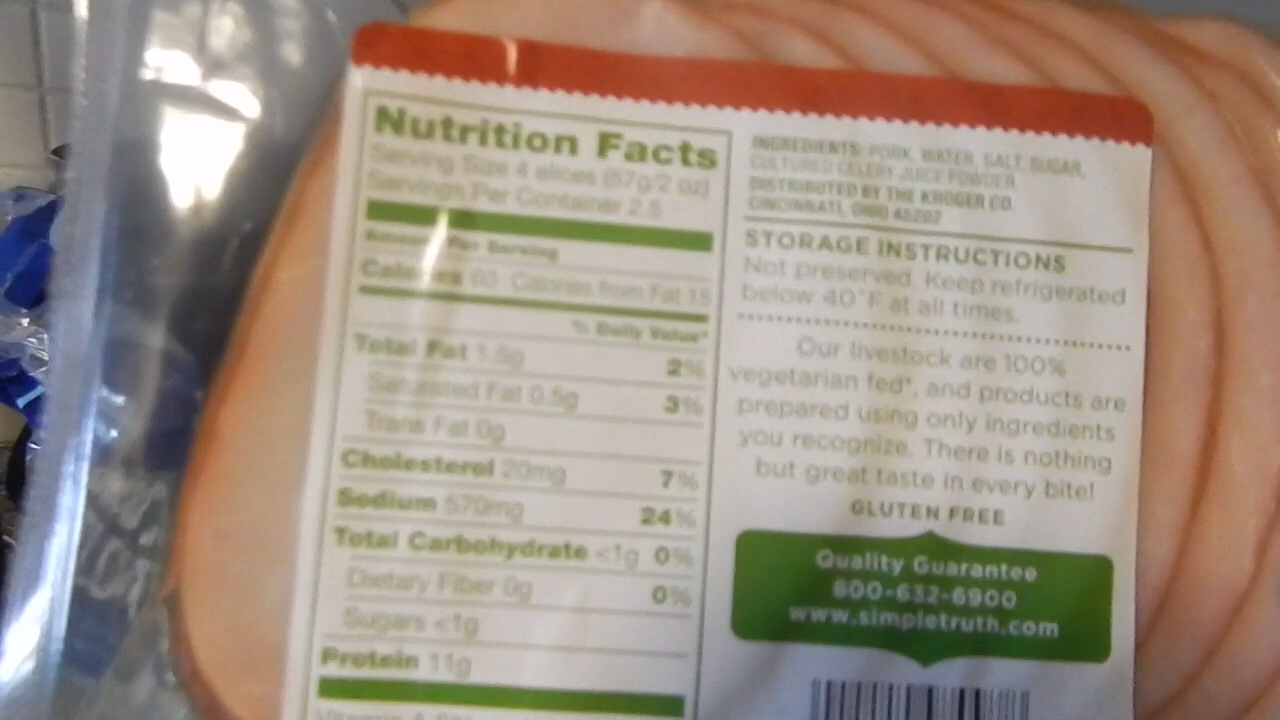 Nutrition Facts
Serving Size 4 slices (57g/2 oz)
Servings Per Container 2.5
Amount Per Serving
Calories 60 Calories from Fat 15
% Daily Value*
Total Fat 1.5g 2%
Saturated Fat 0.5g 3%
Trans Fat 0g
Cholesterol 20mg 7%
Sodium 570mg 24%
Total Carbohydrate <1g 0%
Dietary Fiber 0g 0%
Sugars <1g
Protein 11g
INGREDIENTS: PORK, WATER, SALT, SUGAR,
CULTURED CELERY JUICE POWDER.
DISTRIBUTED BY THE KROGER CO.
CINCINNATI, OHIO 45202
STORAGE INSTRUCTIONS
Not preserved. Keep refrigerated
below 40°F at all times.
Our livestock are 100%
vegetarian fed*, and products are
prepared using only ingredients
you recognize. There is nothing
but great taste in every bite!
GLUTEN FREE
Quality Guarantee
800-632-6900
www.simpletruth.com